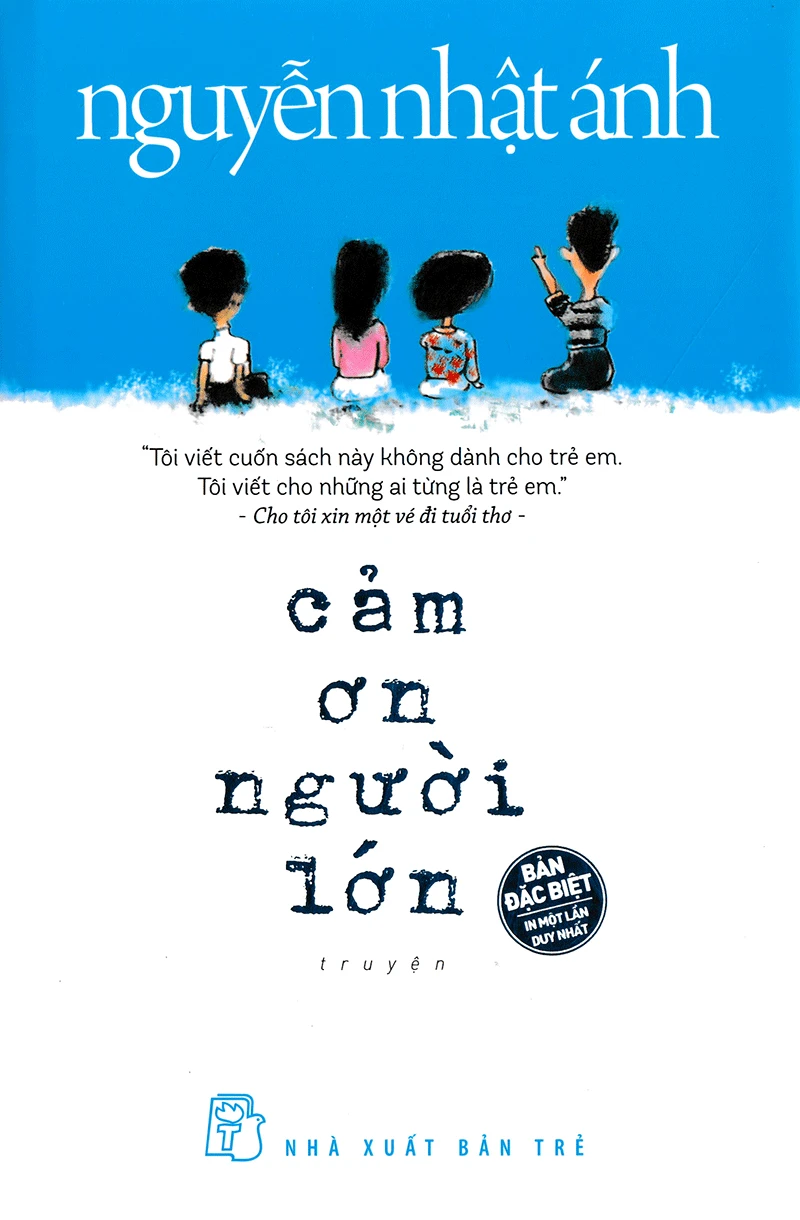 nguyễn nhật ánh
“Tôi viết cuốn sách này không dành cho trẻ em.
Tôi viết cho những ai từng là trẻ em.”
- Cho tôi xin một vé đi tuổi thơ -
cảm
ơn
người
lớn
BẢN
ĐẶC BIỆT
IN MỘT LẦN
DUY NHẤT
truyện
T
NHÀ XUẤT BẢN TRẺ